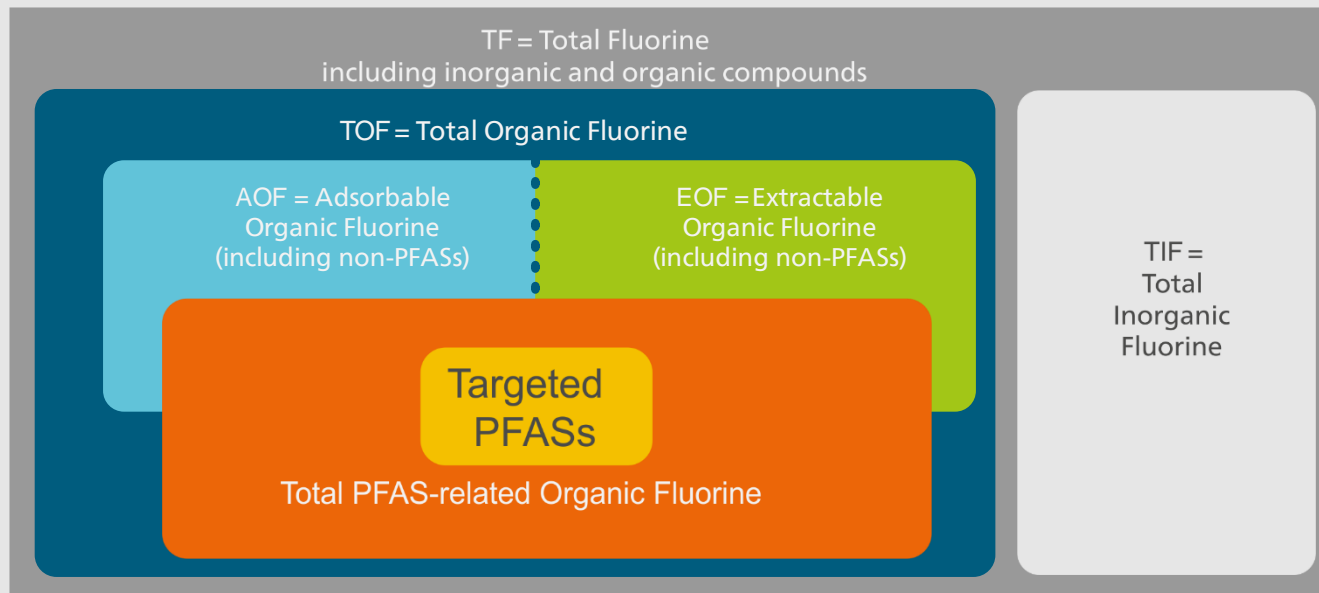 TF = Total Fluorine
including inorganic and organic compounds
TOF = Total Organic Fluorine
AOF = Adsorbable
Organic Fluorine
(including non-PFASs)
EOF =Extractable
Organic Fluorine
(including non-PFASs)
TIF =
Total
Inorganic
Fluorine
Targeted
PFASs
Total PFAS-related Organic Fluorine